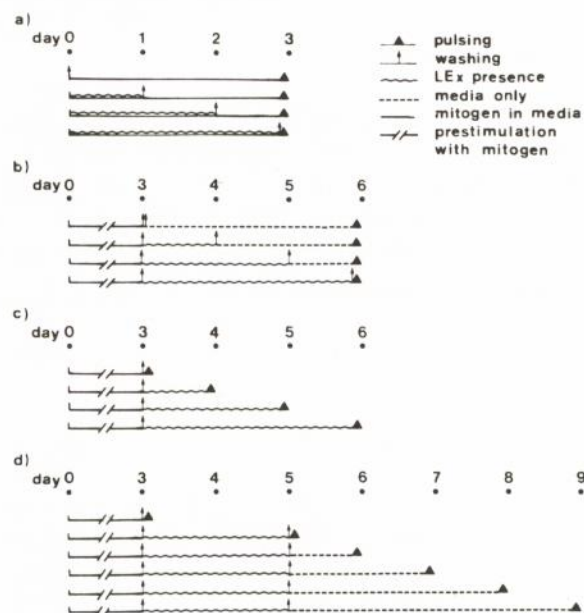 a)
day 0 1 2 3
pulsing
washing
LEx presence
media only
mitogen in media
prestimulation
with mitogen
b)
day 0 3 4 5 6
c)
day 0 3 4 5 6
d)
day 0 3 4 5 6 7 8 9